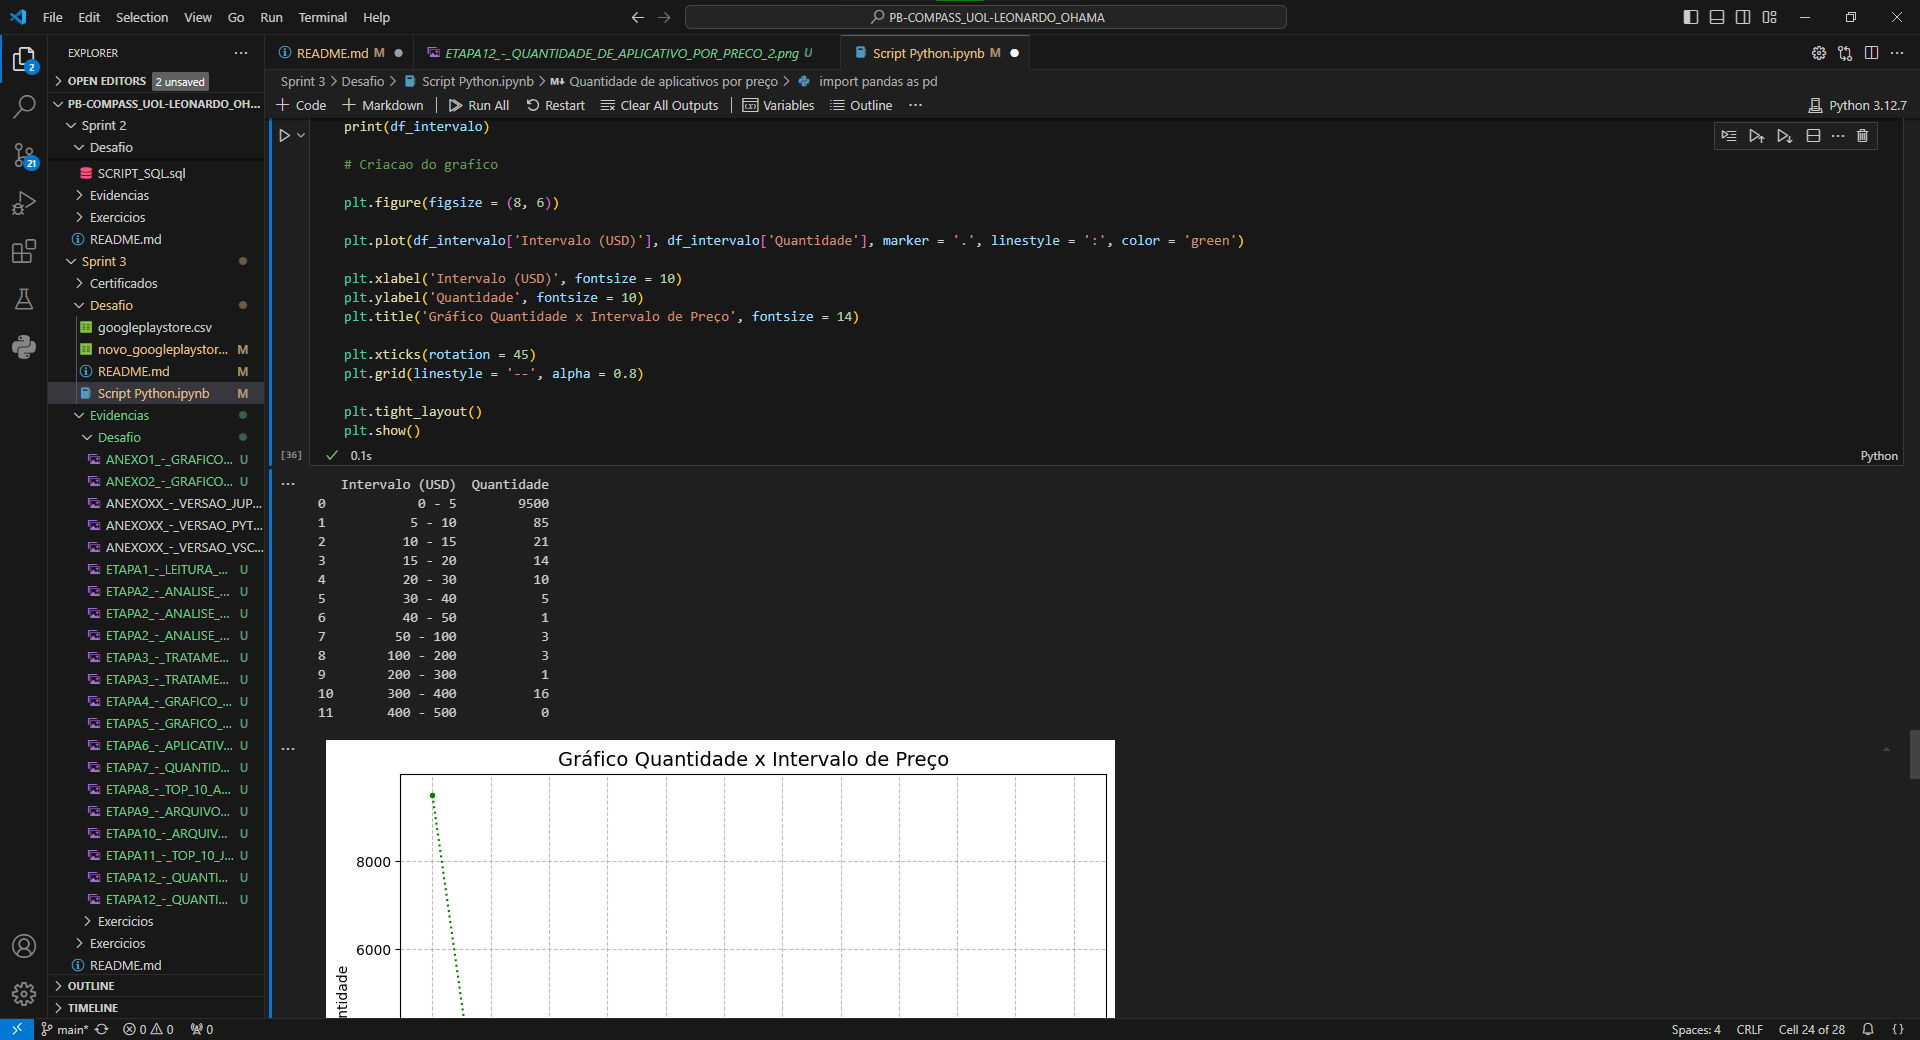 File Edit Selection View Go Run Terminal Help
PB-COMPASS_UOL-LEONARDO_OHAMA
EXPLORER
README.md M
ETAPA12_-_QUANTIDADE_DE_APLICATIVO_POR_PRECO_2.png U
Script Python.ipynb M
OPEN EDITORS 2 unsaved
Sprint 3 > Desafio > Script Python.ipynb > M↓ Quantidade de aplicativos por preço > import pandas as pd
Code Markdown Run All Restart Clear All Outputs Variables Outline ...
Python 3.12.7
PB-COMPASS_UOL-LEONARDO_OH...
Sprint 2
Desafio
SCRIPT_SQL.sql
Evidencias
Exercicios
README.md
Sprint 3
Certificados
Desafio
googleplaystore.csv
novo_googleplaystor... M
README.md M
Script Python.ipynb M
Evidencias
Desafio
ANEXO1_-_GRAFICO... U
ANEXO2_-_GRAFICO... U
ANEXOXX_-_VERSAO_JUP...
ANEXOXX_-_VERSAO_PYT...
ANEXOXX_-_VERSAO_VSC...
ETAPA1_-_LEITURA_... U
ETAPA2_-_ANALISE_... U
ETAPA2_-_ANALISE_... U
ETAPA2_-_ANALISE_... U
ETAPA3_-_TRATAME... U
ETAPA3_-_TRATAME... U
ETAPA4_-_GRAFICO_... U
ETAPA5_-_GRAFICO_... U
ETAPA6_-_APLICATIV... U
ETAPA7_-_QUANTID... U
ETAPA8_-_TOP_10_A... U
ETAPA9_-_ARQUIVO... U
ETAPA10_-_ARQUIV... U
ETAPA11_-_TOP_10_J... U
ETAPA12_-_QUANTI... U
ETAPA12_-_QUANTI... U
Exercicios
Exercicios
README.md
OUTLINE
TIMELINE
2
21
print(df_intervalo)
# Criacao do grafico
plt.figure(figsize = (8, 6))
plt.plot(df_intervalo['Intervalo (USD)'], df_intervalo['Quantidade'], marker = '.', linestyle = ':', color = 'green')
plt.xlabel('Intervalo (USD)', fontsize = 10)
plt.ylabel('Quantidade', fontsize = 10)
plt.title('Gráfico Quantidade x Intervalo de Preço', fontsize = 14)
plt.xticks(rotation = 45)
plt.grid(linestyle = '--', alpha = 0.8)
plt.tight_layout()
plt.show()
[36] 0.1s
Python
Intervalo (USD) Quantidade
0 0 - 5 9500
1 5 - 10 85
2 10 - 15 21
3 15 - 20 14
4 20 - 30 10
5 30 - 40 5
6 40 - 50 1
7 50 - 100 3
8 100 - 200 3
9 200 - 300 1
10 300 - 400 16
11 400 - 500 0
Gráfico Quantidade x Intervalo de Preço
8000
6000
ntidade
main* 0 0 0
Spaces: 4 CRLF Cell 24 of 28 {}